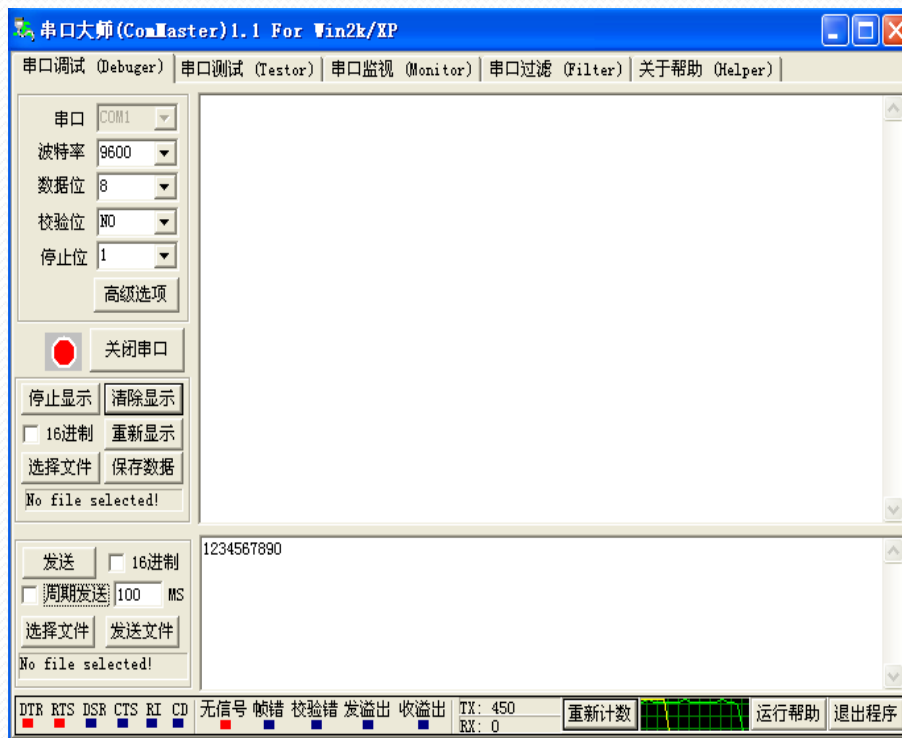 串口大师(ComMaster)1.1 For Win2k/XP
串口调试 (Debuger) 串口测试 (Testor) 串口监视 (Monitor) 串口过滤 (Filter) 关于帮助 (Helper)
串口 COM1
波特率 9600
数据位 8
校验位 NO
停止位 1
高级选项
关闭串口
停止显示 清除显示
16进制 重新显示
选择文件 保存数据
No file selected!
1234567890
发送 16进制
周期发送 100 MS
选择文件 发送文件
No file selected!
DTR RTS DSR CTS RI CD 无信号 帧错 校验错 发溢出 收溢出 TX: 450
RX: 0
重新计数 运行帮助 退出程序